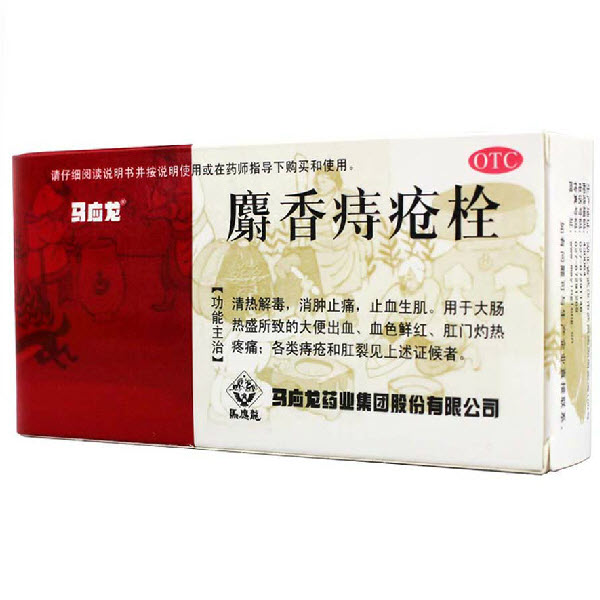 请仔细阅读说明书并按说明使用或在药师指导下购买和使用。
OTC
马应龙®
麝香痔疮栓
【功能主治】
清热解毒，消肿止痛，止血生肌。用于大肠
热盛所致的大便出血、血色鲜红、肛门灼热
疼痛；各类痔疮和肛裂见上述证候者。
馬應龍
马应龙药业集团股份有限公司